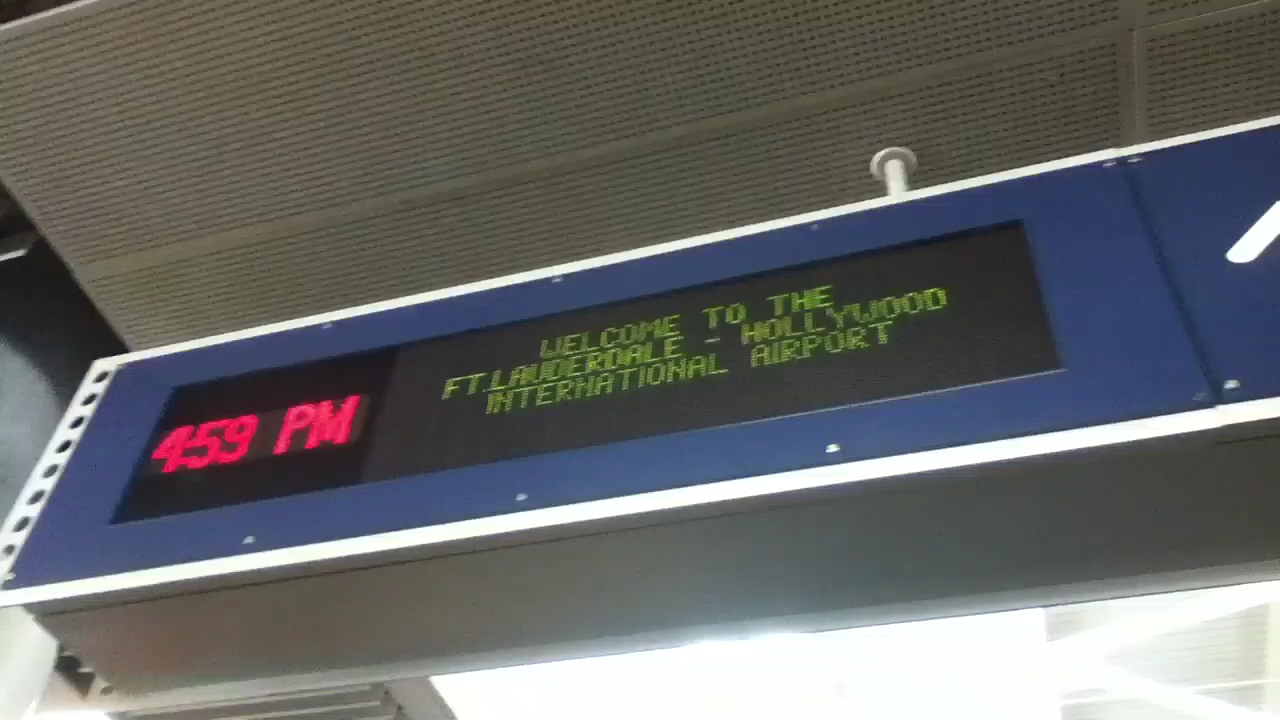 4:59 PM
WELCOME TO THE
FT.LAUDERDALE - HOLLYWOOD
INTERNATIONAL AIRPORT